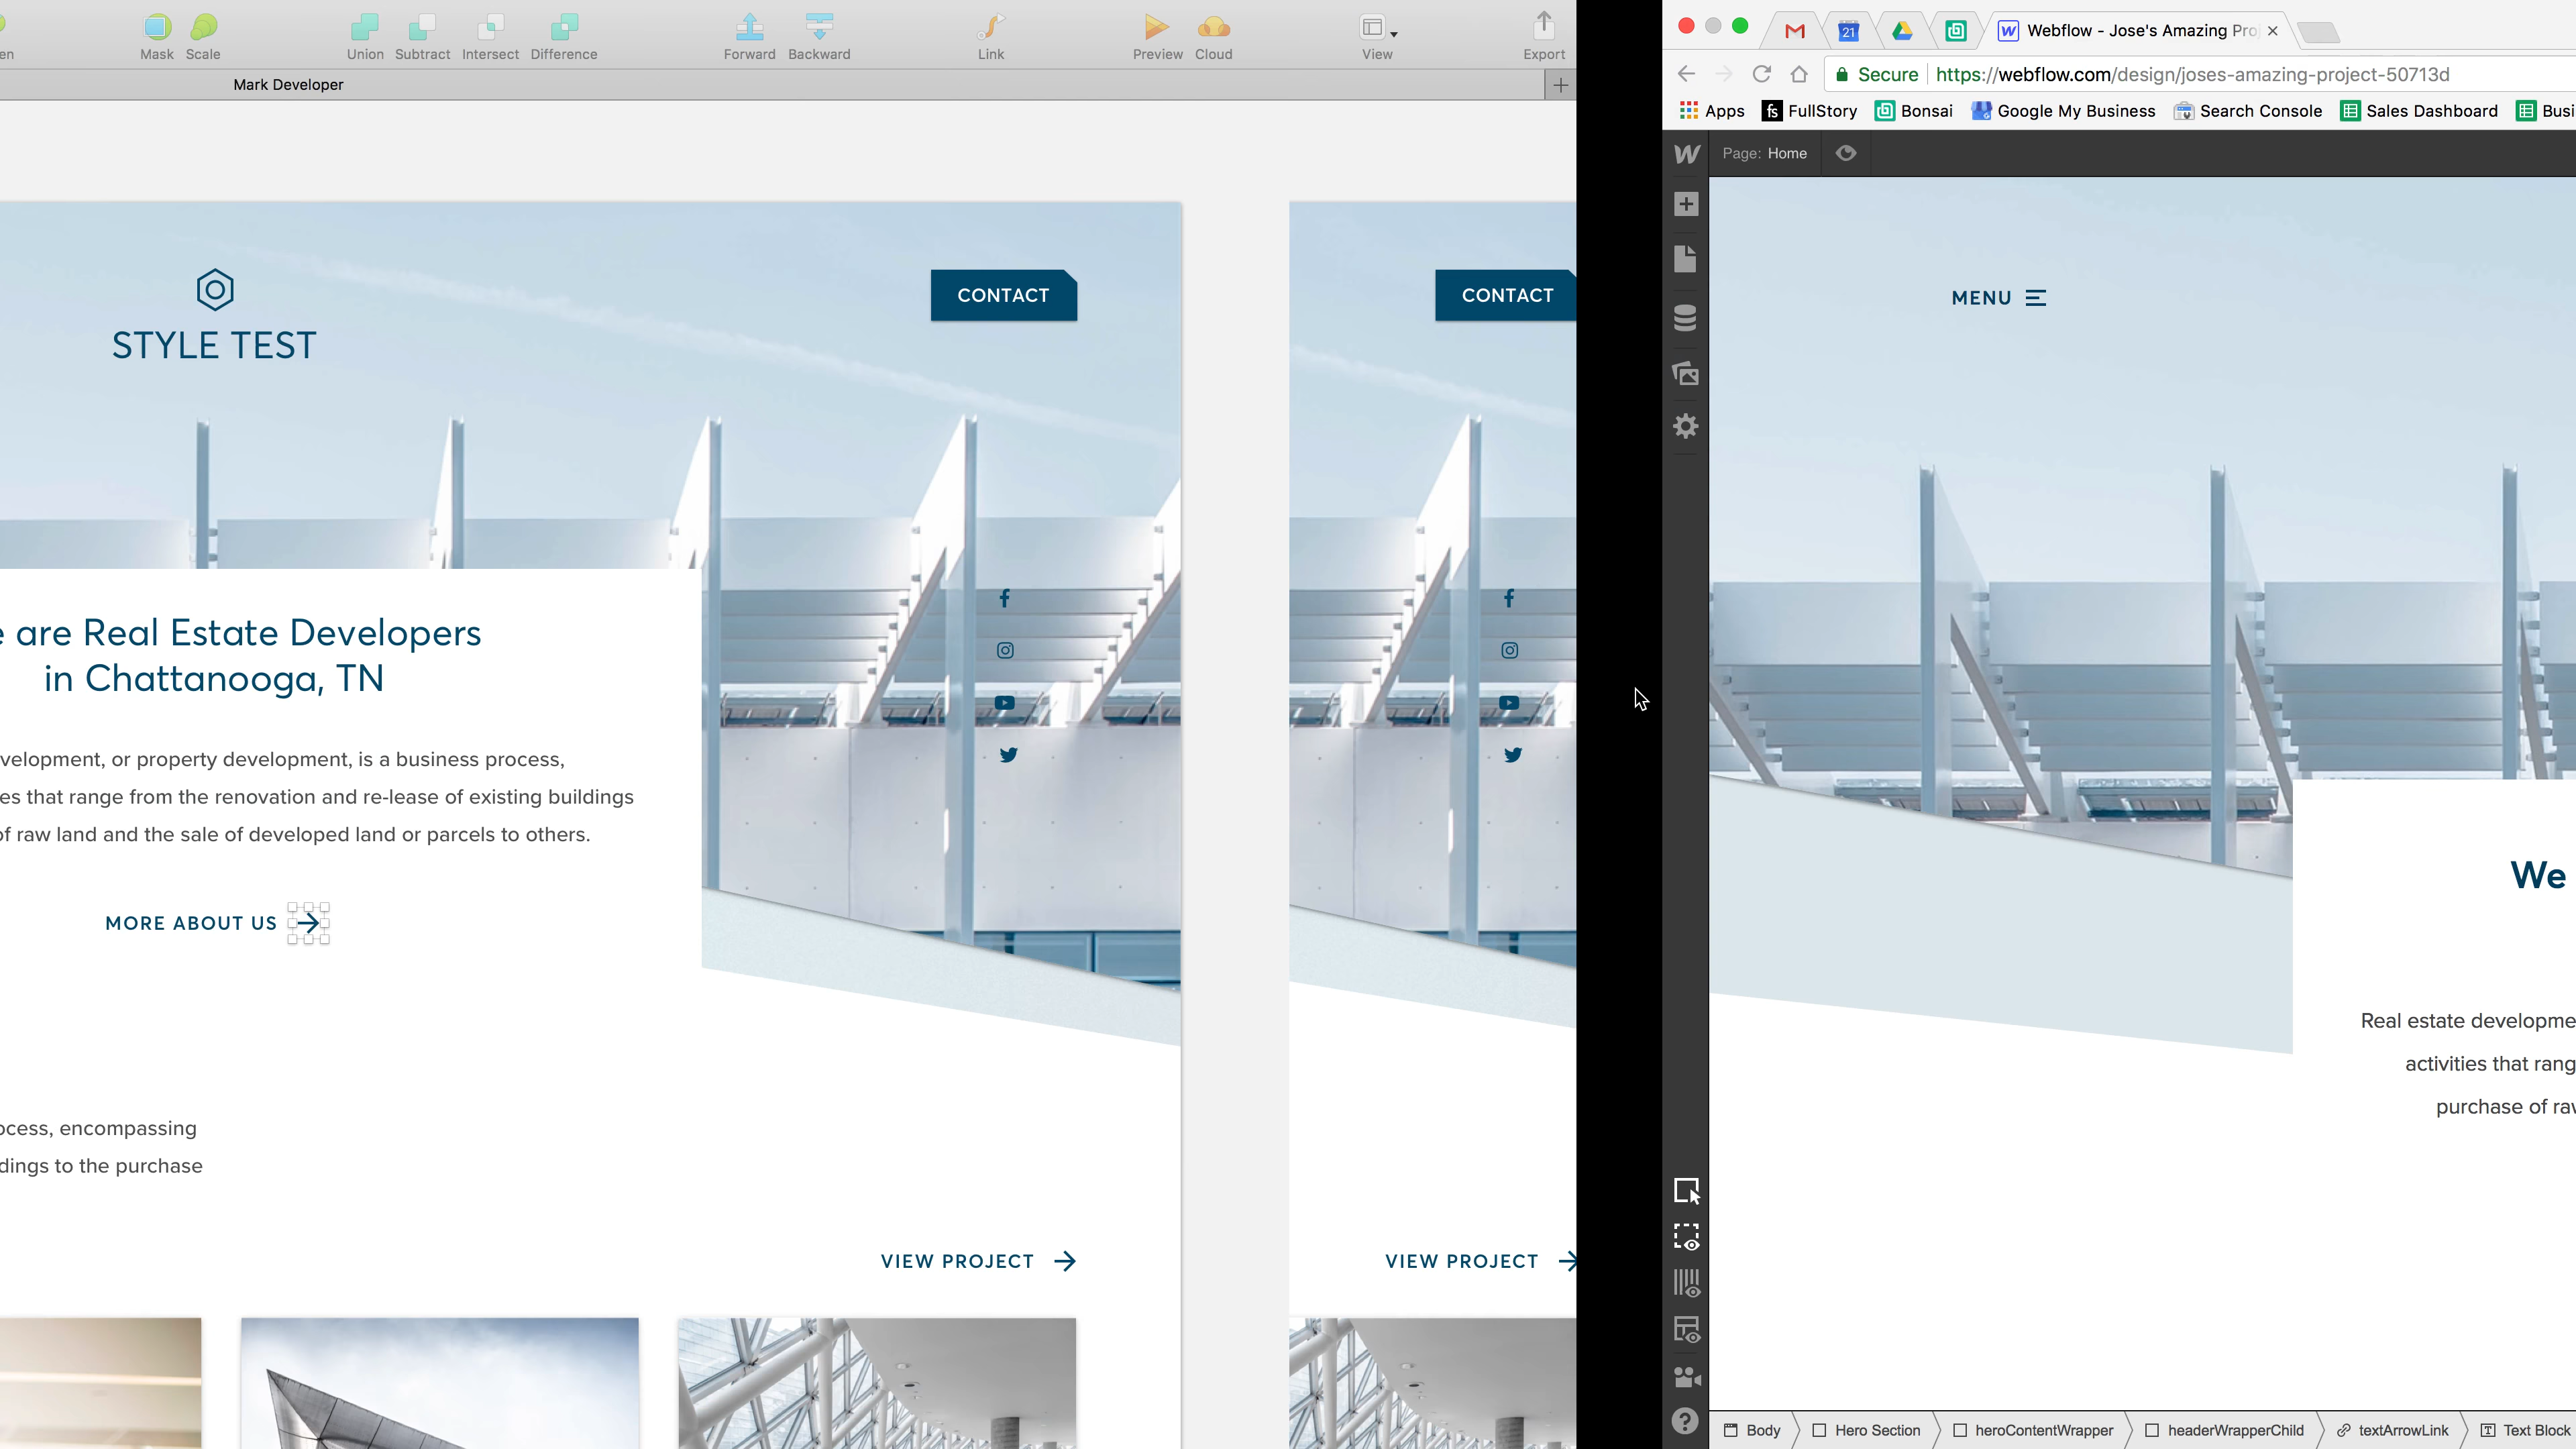 en
Mask Scale Union Subtract Intersect Difference Forward Backward Link Preview Cloud View Export
Mark Developer
STYLE TEST
CONTACT
e are Real Estate Developers
in Chattanooga, TN
velopment, or property development, is a business process,
es that range from the renovation and re-lease of existing buildings
of raw land and the sale of developed land or parcels to others.
MORE ABOUT US
ocess, encompassing
dings to the purchase
VIEW PROJECT
CONTACT
VIEW PROJECT
21
Webflow - Jose's Amazing Pro
Secure https://webflow.com/design/joses-amazing-project-50713d
Apps fs FullStory Bonsai Google My Business Search Console Sales Dashboard Busi
Page: Home
MENU
We
Real estate developme
activities that rang
purchase of rav
Body Hero Section heroContentWrapper headerWrapperChild textArrowLink Text Block